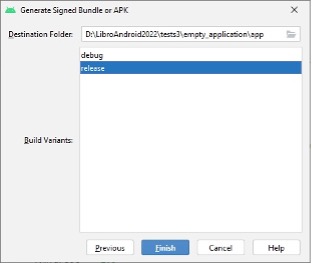 Generate Signed Bundle or APK
Destination Folder: D:\LibroAndroid2022\tests3\empty_application\app
debug
release
Build Variants:
Previous Finish Cancel Help